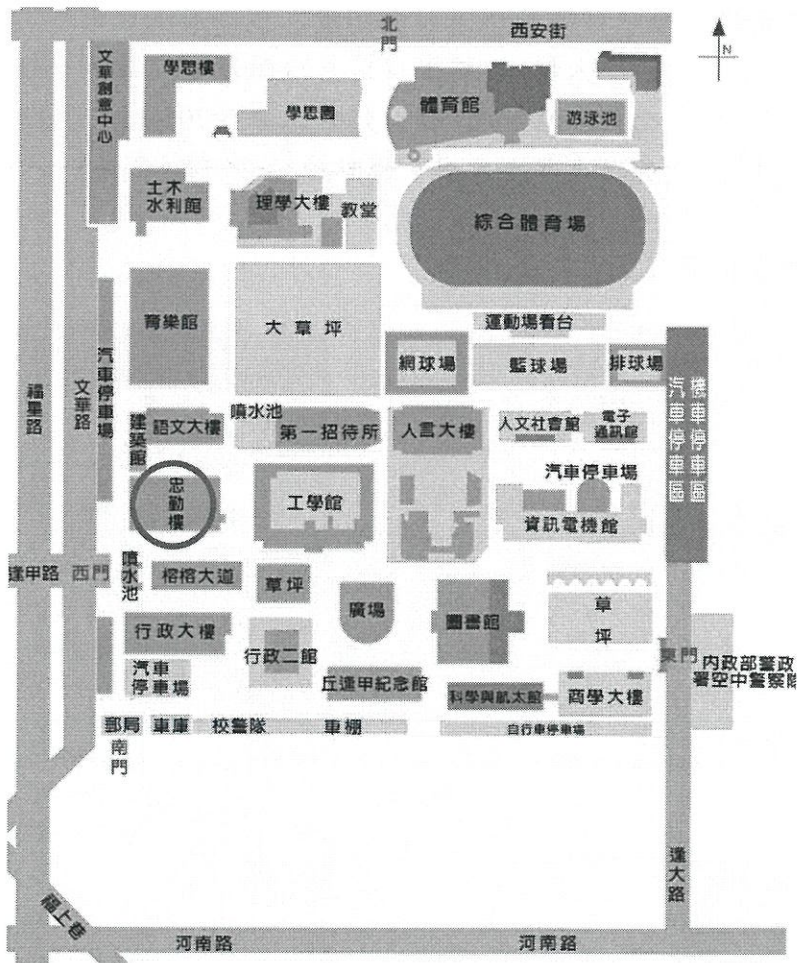 北門
西安街
N
文華創意中心
學思樓
學思園
體育館
游泳池
土木
水利館
理學大樓
教堂
綜合體育場
育樂館
大草坪
運動場看台
網球場
籃球場
排球場
汽車停車場
福星路
文華路
機車停車區
汽車停車區
建築館
語文大樓
噴水池
第一招待所
人言大樓
人文社會館
電子
通訊館
忠勤樓
工學館
汽車停車場
資訊電機館
逢甲路
西門
噴水池
榕榕大道
草坪
廣場
圖書館
草坪
行政大樓
行政二館
東門
內政部警政
署空中警察隊
汽車
停車場
丘逢甲紀念館
科學與航太館
商學大樓
郵局
車庫
校警隊
車棚
自行車停車場
南門
逢大路
福上巷
河南路
河南路